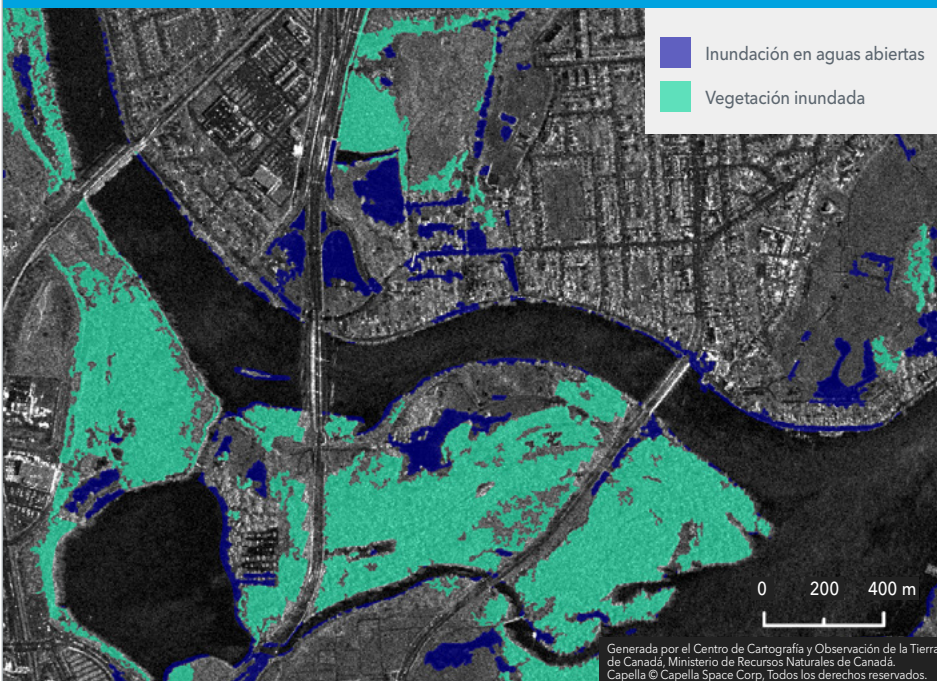 Inundación en aguas abiertas
Vegetación inundada
0 200 400 m
Generada por el Centro de Cartografía y Observación de la Tierra
de Canadá, Ministerio de Recursos Naturales de Canadá.
Capella © Capella Space Corp, Todos los derechos reservados.